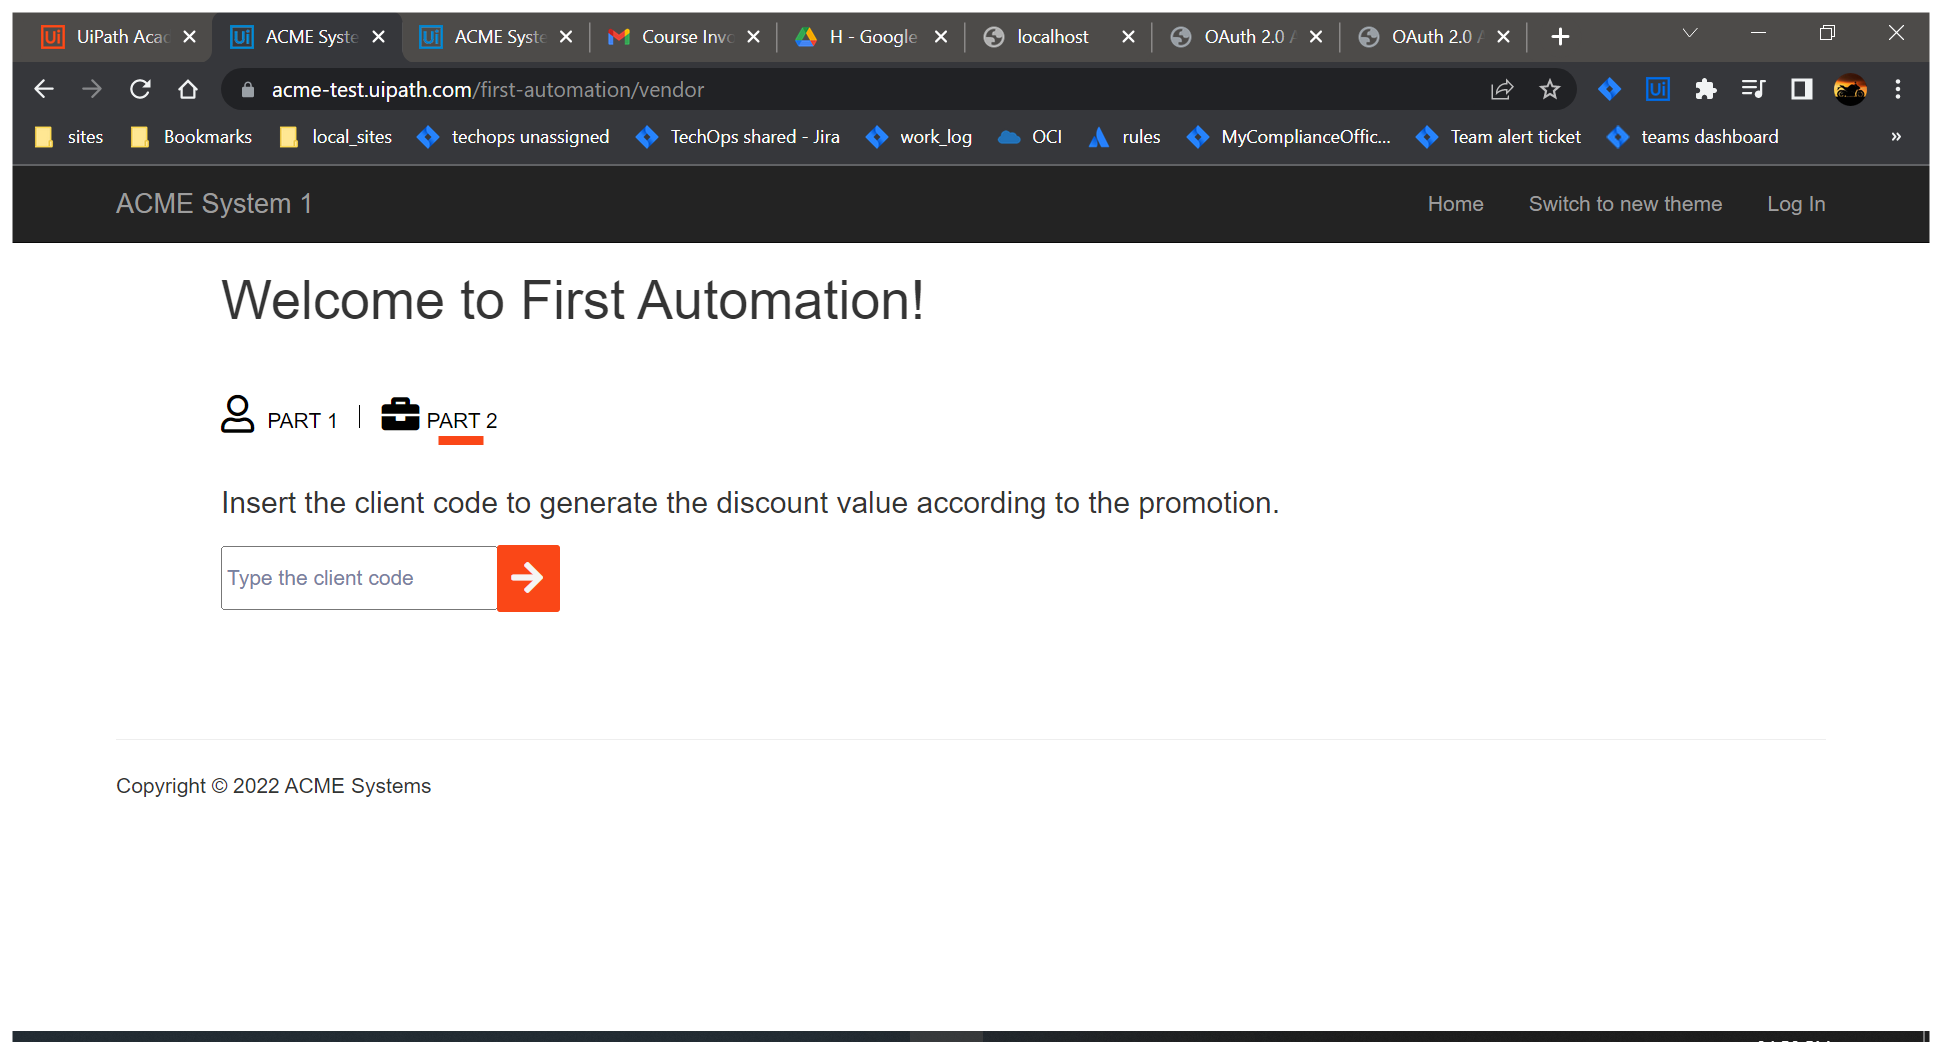 UiPath Acac ACME Syste ACME Syste Course Invo H - Google localhost OAuth 2.0 OAuth 2.0
acme-test.uipath.com/first-automation/vendor
sites Bookmarks local_sites techops unassigned TechOps shared - Jira work_log OCI rules MyComplianceOffic... Team alert ticket teams dashboard »
ACME System 1 Home Switch to new theme Log In
Welcome to First Automation!
PART 1 | PART 2
Insert the client code to generate the discount value according to the promotion.
Type the client code
Copyright © 2022 ACME Systems